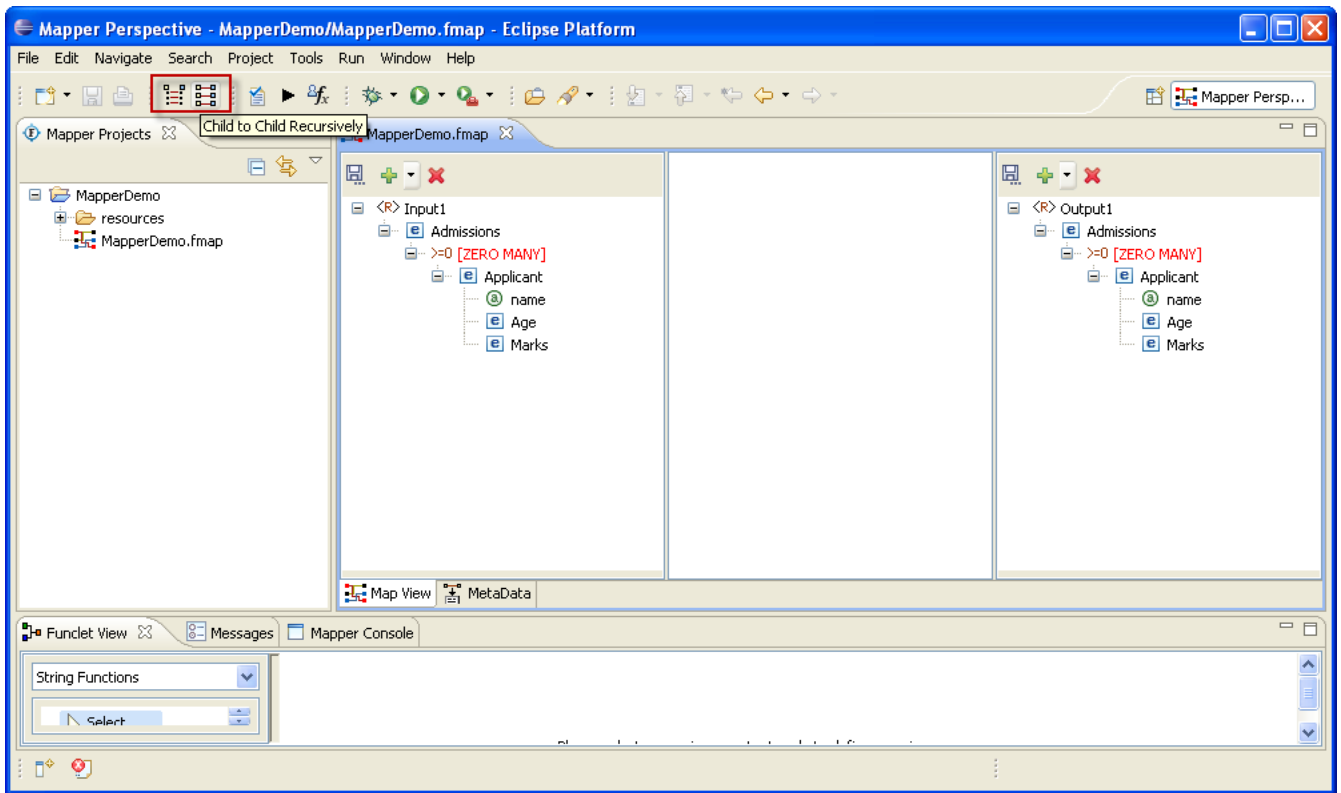 Mapper Perspective - MapperDemo/MapperDemo.fmap - Eclipse Platform
File Edit Navigate Search Project Tools Run Window Help
Mapper Persp...
Child to Child Recursively
Mapper Projects
MapperDemo.fmap
MapperDemo
resources
MapperDemo.fmap
<R> Input1
e Admissions
>=0 [ZERO MANY]
e Applicant
a name
e Age
e Marks
<R> Output1
e Admissions
>=0 [ZERO MANY]
e Applicant
a name
e Age
e Marks
Map View MetaData
Funclet View Messages Mapper Console
String Functions
Select